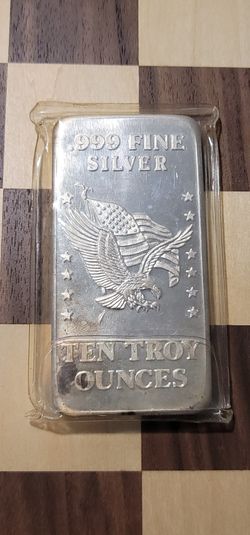 .999 FINE
SILVER
TEN TROY
OUNCES